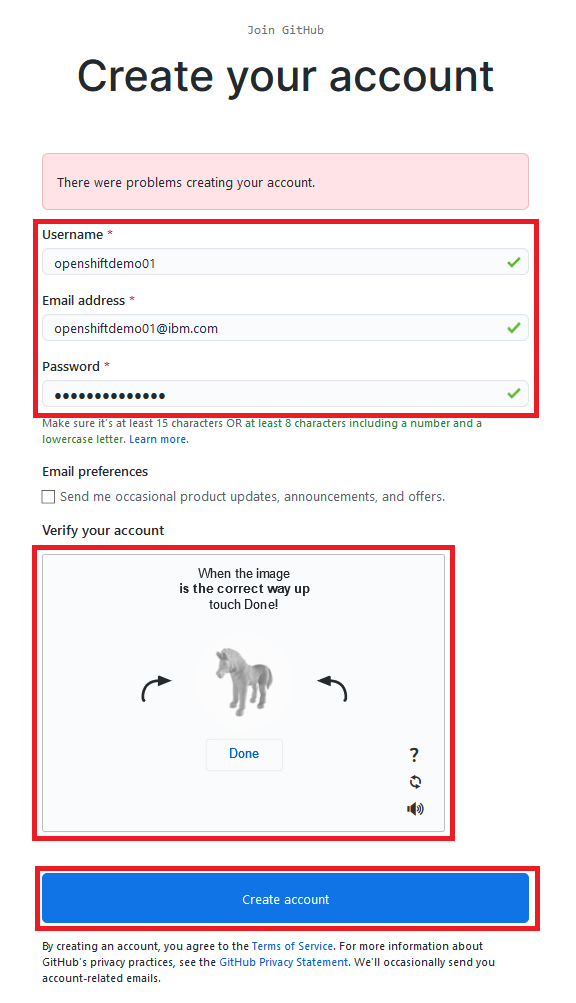 Join GitHub
Create your account
There were problems creating your account.
Username *
openshiftdemo01
Email address *
openshiftdemo01@ibm.com
Password *
••••••••••••••
Make sure it's at least 15 characters OR at least 8 characters including a number and a
lowercase letter. Learn more.
Email preferences
Send me occasional product updates, announcements, and offers.
Verify your account
When the image
is the correct way up
touch Done!
Done
?
Create account
By creating an account, you agree to the Terms of Service. For more information about
GitHub's privacy practices, see the GitHub Privacy Statement. We'll occasionally send you
account-related emails.